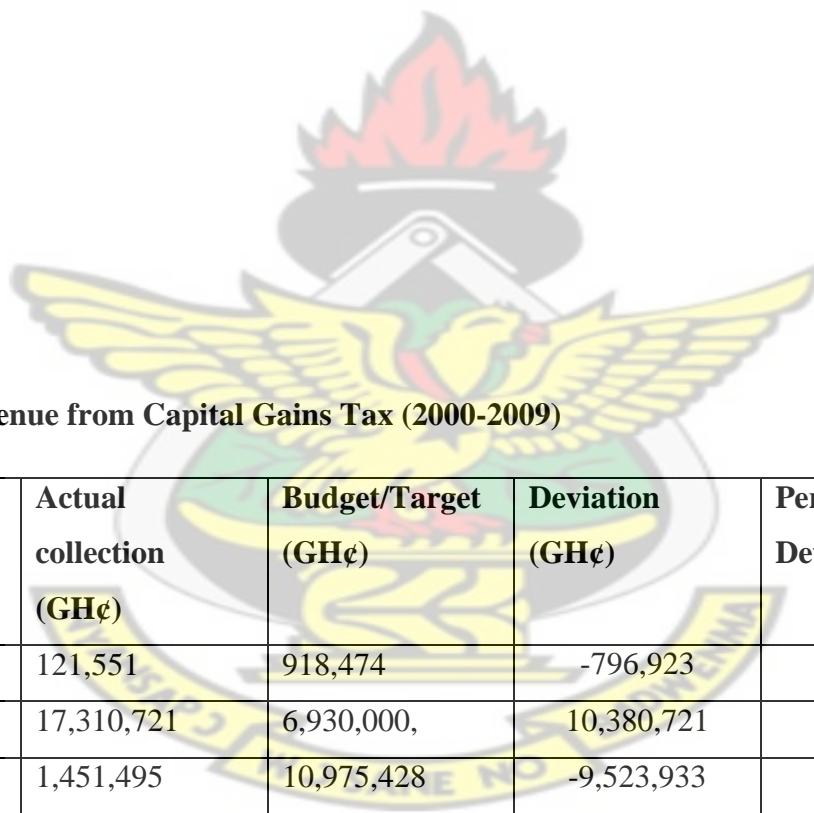 enue from Capital Gains Tax (2000-2009)
Actual collection (GH¢) Budget/Target (GH¢) Deviation (GH¢) Per De
121,551 918,474 -796,923
17,310,721 6,930,000, 10,380,721
1,451,495 10,975,428 -9,523,933